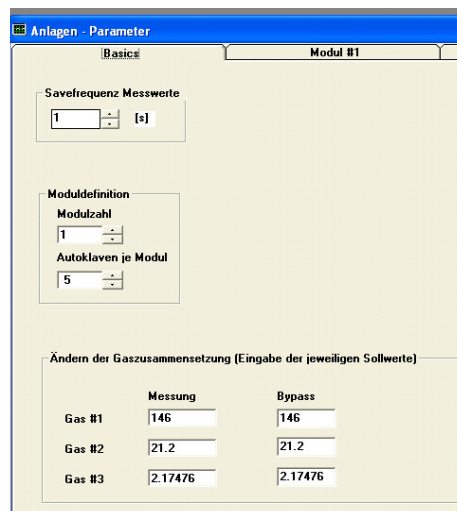 Anlagen - Parameter
Basics
Modul #1
Savefrequenz Messwerte
1 [s]
Moduldefinition
Modulzahl
1
Autoklaven je Modul
5
Ändern der Gaszusammensetzung (Eingabe der jeweiligen Sollwerte)
Messung Bypass
Gas #1 146 146
Gas #2 21.2 21.2
Gas #3 2.17476 2.17476